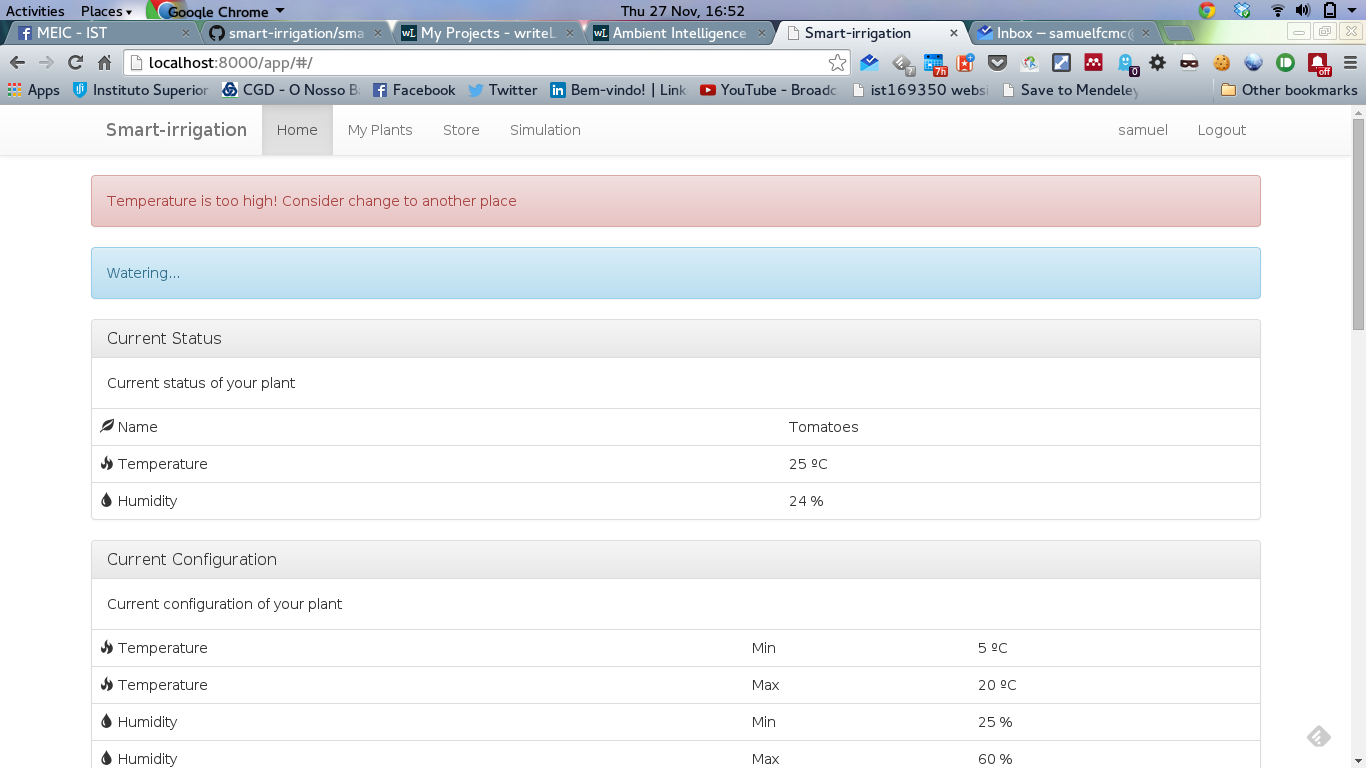 Activities Places Google Chrome Thu 27 Nov, 16:52
MEIC - IST smart-irrigation/sma My Projects - writeL Ambient Intelligence Smart-irrigation Inbox — samuelfcmc@
localhost:8000/app/#/ 7 7h 0 off
Apps Instituto Superior CGD - O Nosso Ba Facebook Twitter Bem-vindo! | Link YouTube - Broadc ist169350 websi Save to Mendeley Other bookmarks
Smart-irrigation Home My Plants Store Simulation samuel Logout
Temperature is too high! Consider change to another place
Watering...
Current Status
Current status of your plant
Name Tomatoes
Temperature 25 ºC
Humidity 24 %
Current Configuration
Current configuration of your plant
Temperature Min 5 ºC
Temperature Max 20 ºC
Humidity Min 25 %
Humidity Max 60 %